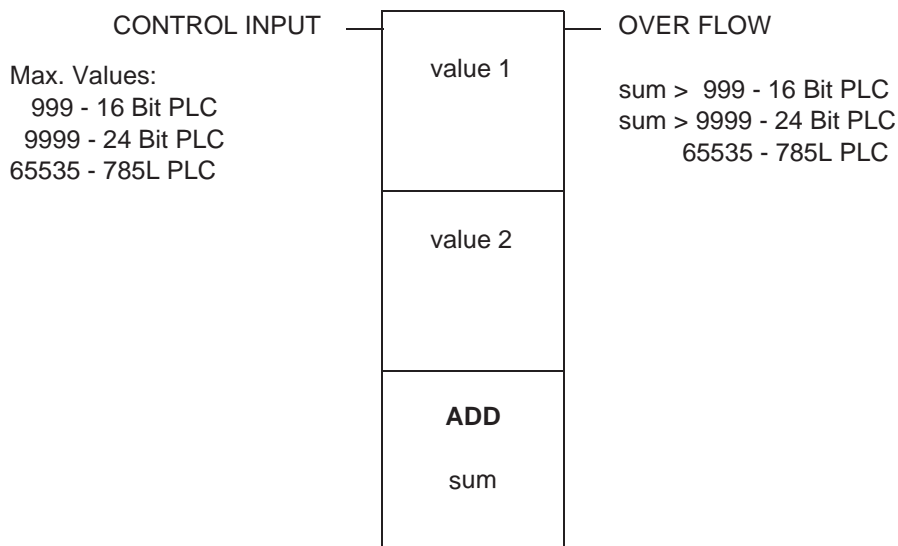 CONTROL INPUT
OVER FLOW
Max. Values:
999 - 16 Bit PLC
9999 - 24 Bit PLC
65535 - 785L PLC
value 1
sum > 999 - 16 Bit PLC
sum > 9999 - 24 Bit PLC
65535 - 785L PLC
value 2
ADD
sum